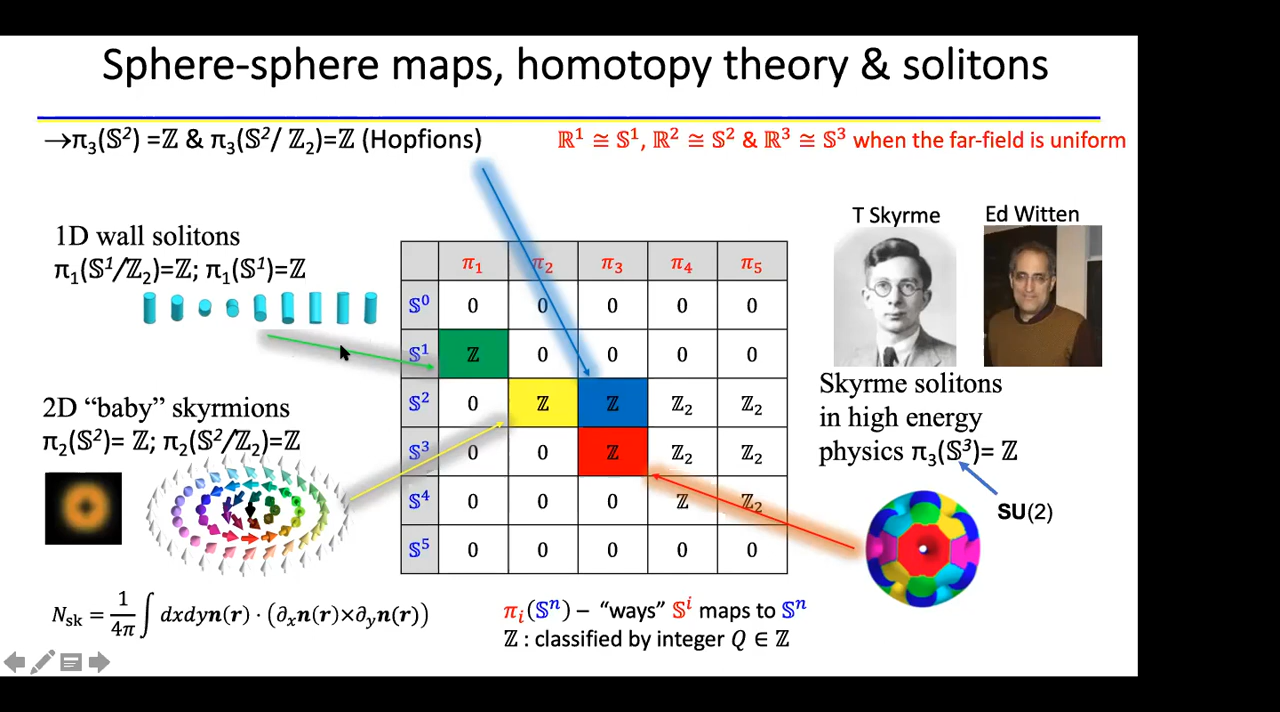 Sphere-sphere maps, homotopy theory & solitons
→π₃(𝕊²) =ℤ & π₃(𝕊²/ ℤ₂)=ℤ (Hopfions)
ℝ¹ ≅ 𝕊¹, ℝ² ≅ 𝕊² & ℝ³ ≅ 𝕊³ when the far-field is uniform
1D wall solitons
π₁(𝕊¹/ℤ₂)=ℤ; π₁(𝕊¹)=ℤ
2D “baby” skyrmions
π₂(𝕊²)= ℤ; π₂(𝕊²/ℤ₂)=ℤ
N_sk = 1/4π ∫ dxdy𝒏(𝒓) · (∂ₓ𝒏(𝒓)×∂_y𝒏(𝒓))
π₁ π₂ π₃ π₄ π₅
𝕊⁰ 0 0 0 0 0
𝕊¹ ℤ 0 0 0 0
𝕊² 0 ℤ ℤ ℤ₂ ℤ₂
𝕊³ 0 0 ℤ ℤ₂ ℤ₂
𝕊⁴ 0 0 0 ℤ ℤ₂
𝕊⁵ 0 0 0 0 0
πᵢ(𝕊ⁿ) – “ways” 𝕊ⁱ maps to 𝕊ⁿ
ℤ : classified by integer Q ∈ ℤ
T Skyrme
Ed Witten
Skyrme solitons
in high energy
physics π₃(𝕊³)= ℤ
SU(2)